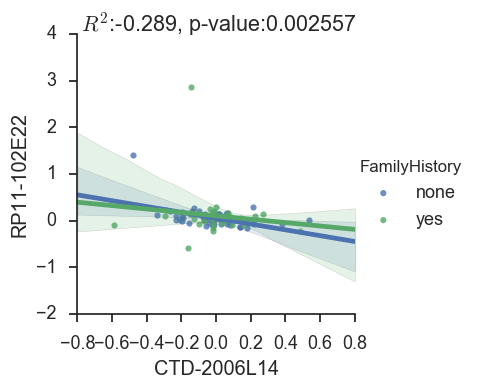 R²:-0.289, p-value:0.002557
4
3
2
1
0
−1
−2
RP11-102E22
FamilyHistory
none
yes
−0.8−0.6−0.4−0.2 0.0 0.2 0.4 0.6 0.8
CTD-2006L14